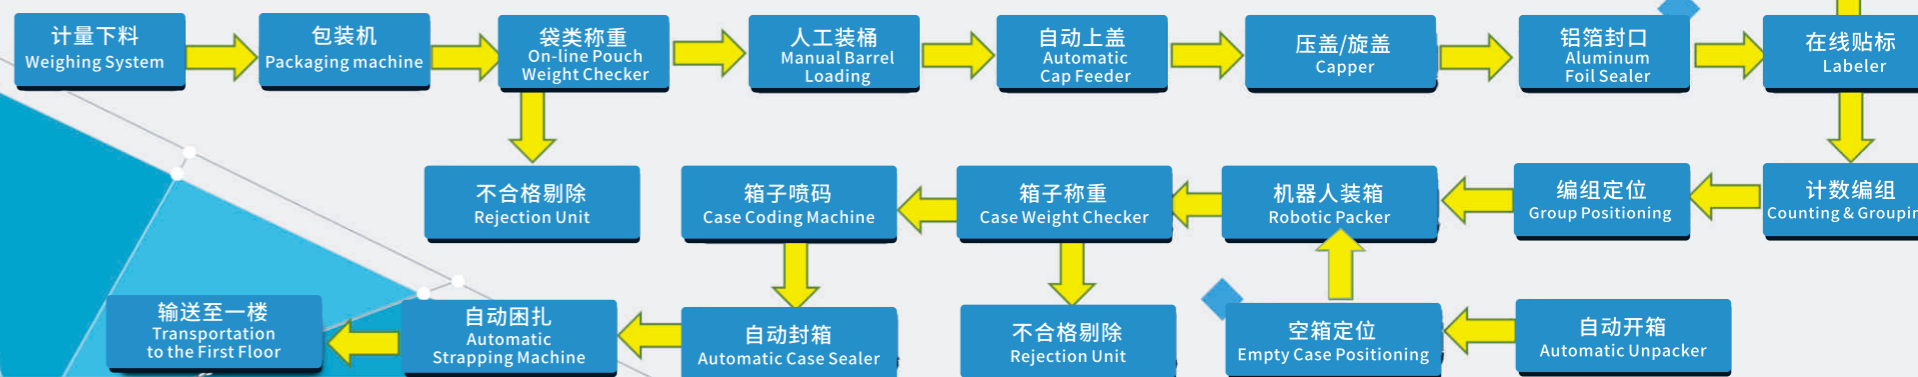 计量下料
Weighing System
包装机
Packaging machine
袋类称重
On-line Pouch
Weight Checker
人工装桶
Manual Barrel
Loading
自动上盖
Automatic
Cap Feeder
压盖/旋盖
Capper
铝箔封口
Aluminum
Foil Sealer
在线贴标
Labeler
不合格剔除
Rejection Unit
箱子喷码
Case Coding Machine
箱子称重
Case Weight Checker
机器人装箱
Robotic Packer
编组定位
Group Positioning
计数编组
Counting & Groupin
输送至一楼
Transportation
to the First Floor
自动困扎
Automatic
Strapping Machine
自动封箱
Automatic Case Sealer
不合格剔除
Rejection Unit
空箱定位
Empty Case Positioning
自动开箱
Automatic Unpacker